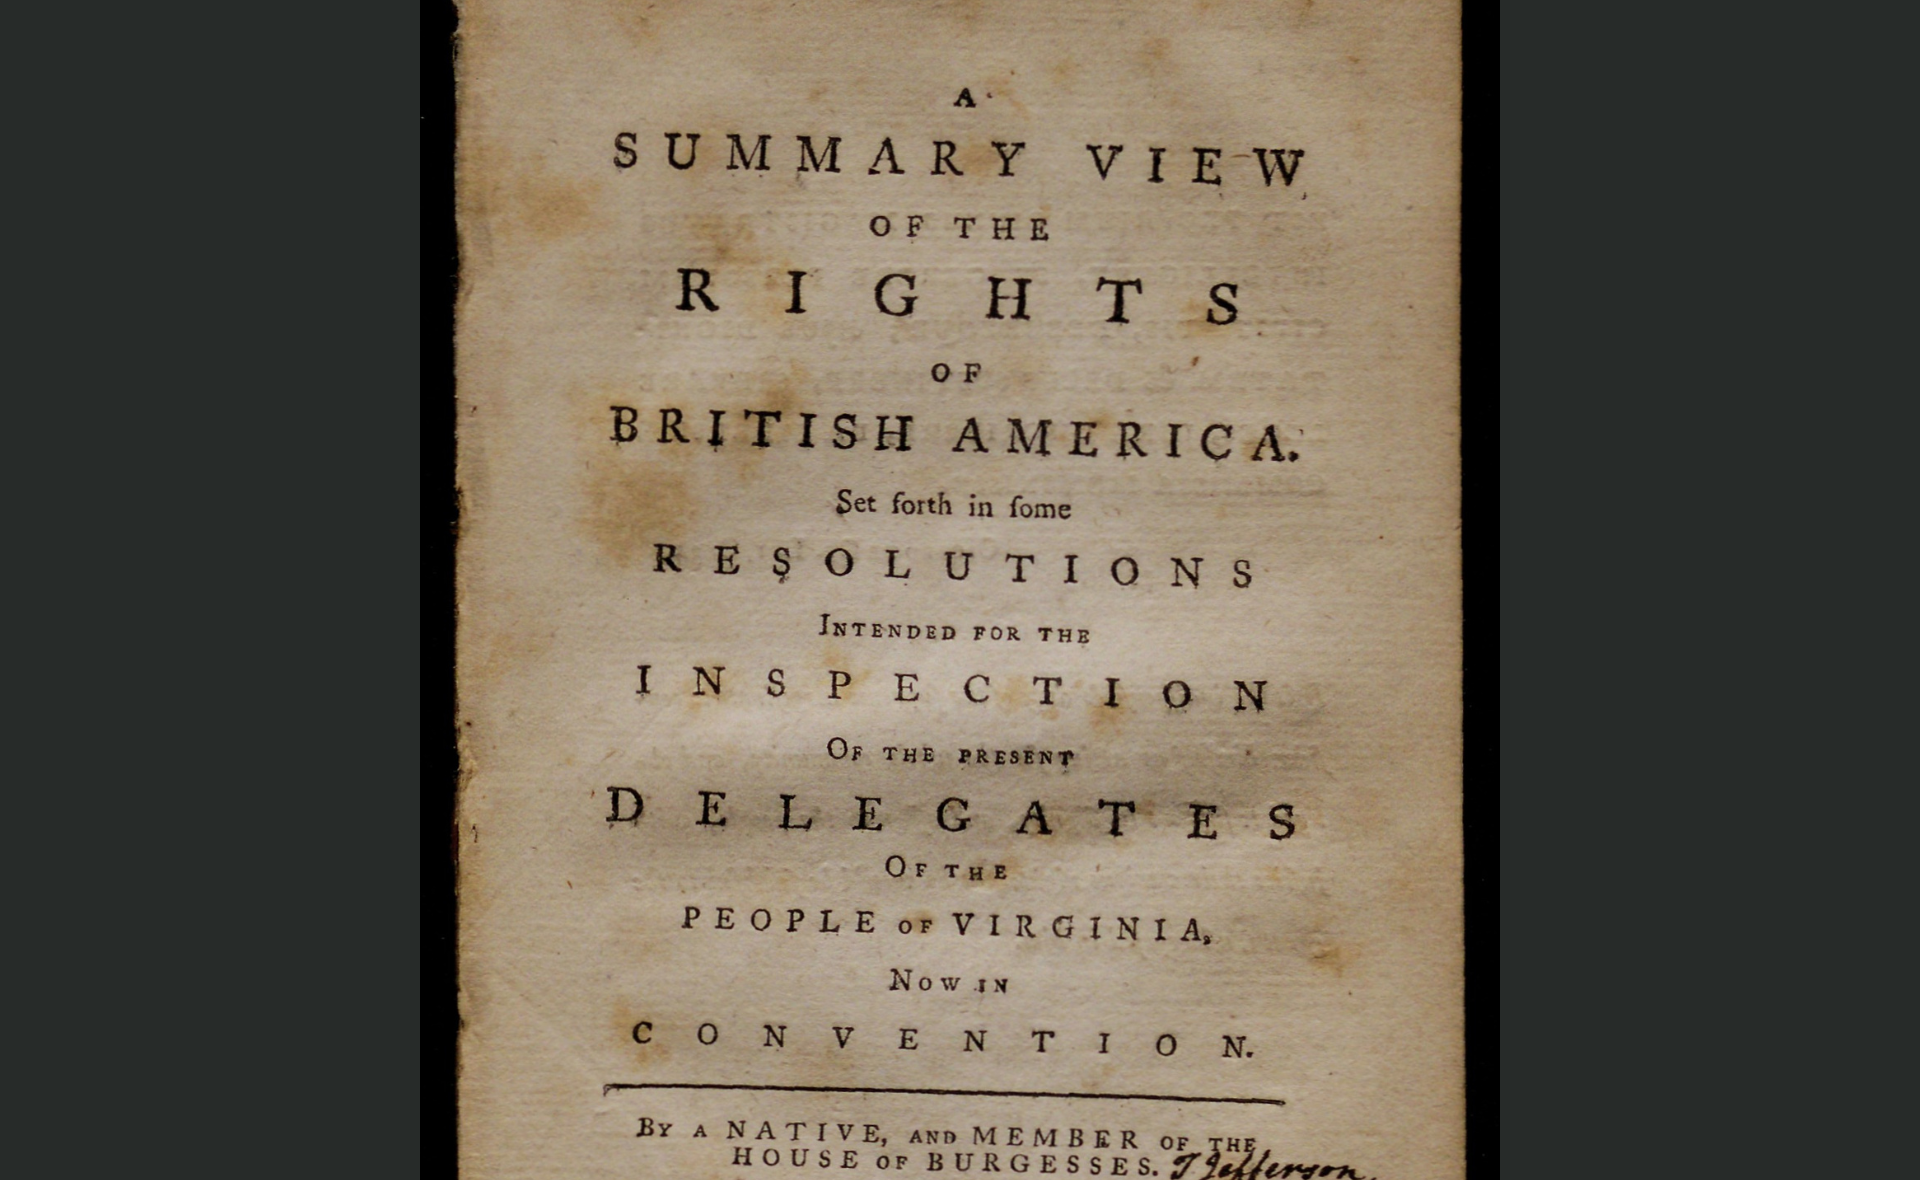 A
SUMMARY VIEW
OF THE
RIGHTS
OF
BRITISH AMERICA.
Set forth in ſome
RESOLUTIONS
INTENDED FOR THE
INSPECTION
OF THE PRESENT
DELEGATES
OF THE
PEOPLE OF VIRGINIA,
NOW IN
CONVENTION.
BY A NATIVE, AND MEMBER OF THE
HOUSE OF BURGESSES. T Jefferson